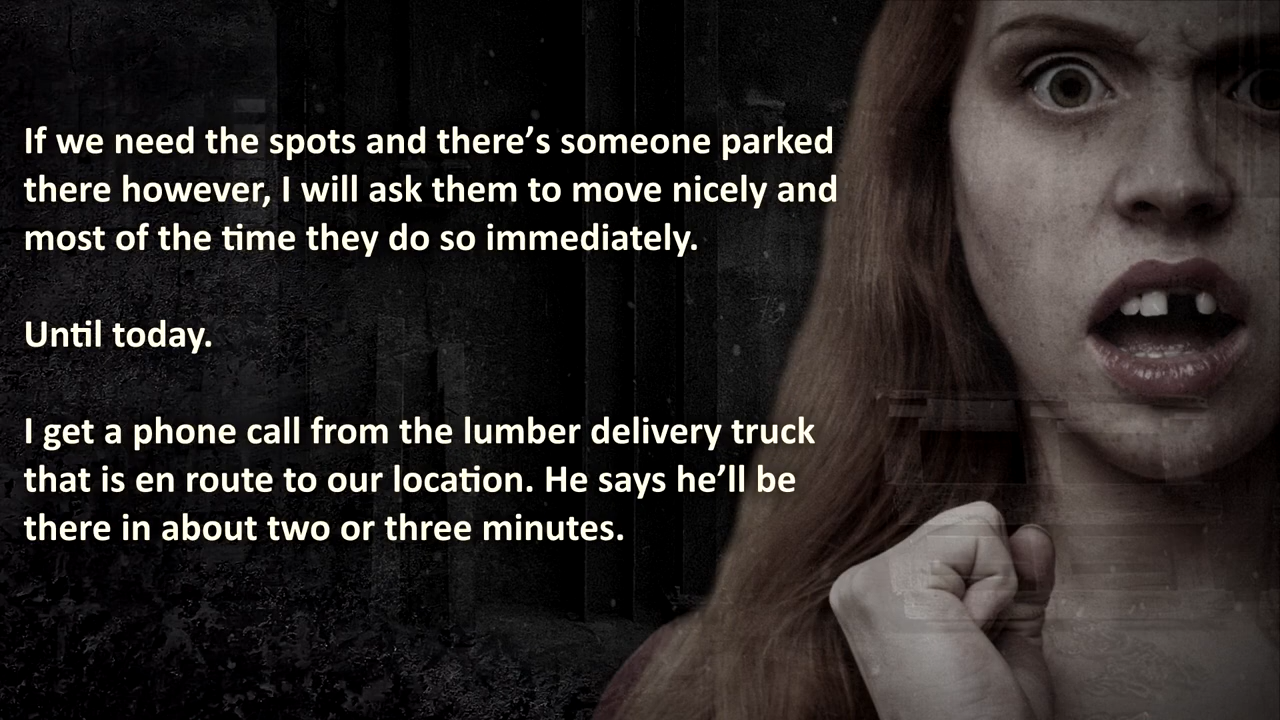 If we need the spots and there’s someone parked
there however, I will ask them to move nicely and
most of the time they do so immediately.
Until today.
I get a phone call from the lumber delivery truck
that is en route to our location. He says he’ll be
there in about two or three minutes.